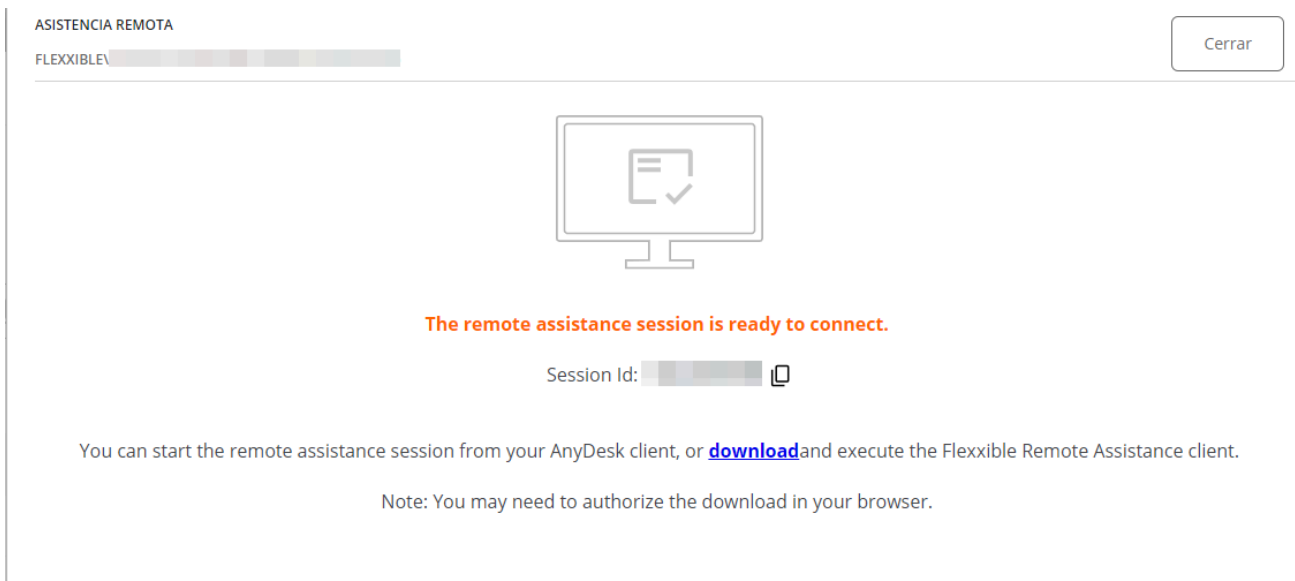 ASISTENCIA REMOTA
Cerrar
FLEXXIBLE\
The remote assistance session is ready to connect.
Session Id:
You can start the remote assistance session from your AnyDesk client, or downloadand execute the Flexxible Remote Assistance client.
Note: You may need to authorize the download in your browser.